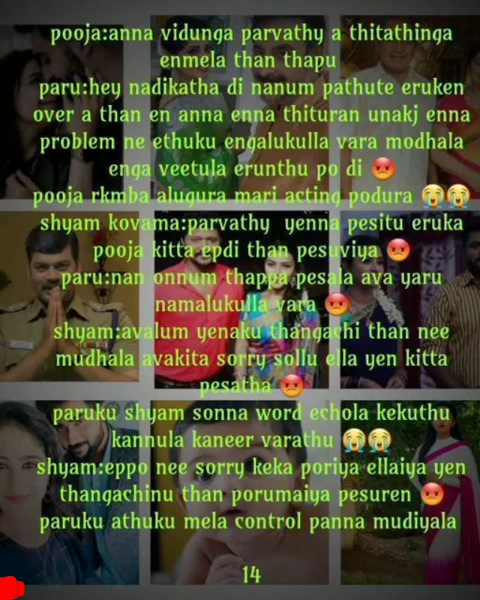 pooja:anna vidunga parvathy a thitathinga
enmela than thapu
paru:hey nadikatha di nanum pathute eruken
over a than en anna enna thituran unakj enna
problem ne ethuku engalukulla vara modhala
enga veetula erunthu po di 😡
pooja rkmba alugura mari acting podura 😭😭
shyam kovama:parvathy yenna pesitu eruka
pooja kitta epdi than pesuviya 😡
paru:nan onnum thappa pesala ava yaru
namalukulla vara 😡
shyam:avalum yenaku thangachi than nee
mudhala avakita sorry sollu ella yen kitta
pesatha 😡
paruku shyam sonna word echola kekuthu
kannula kaneer varathu 😭😭
shyam:eppo nee sorry keka poriya ellaiya yen
thangachinu than porumaiya pesuren 😡
paruku athuku mela control panna mudiyala
14